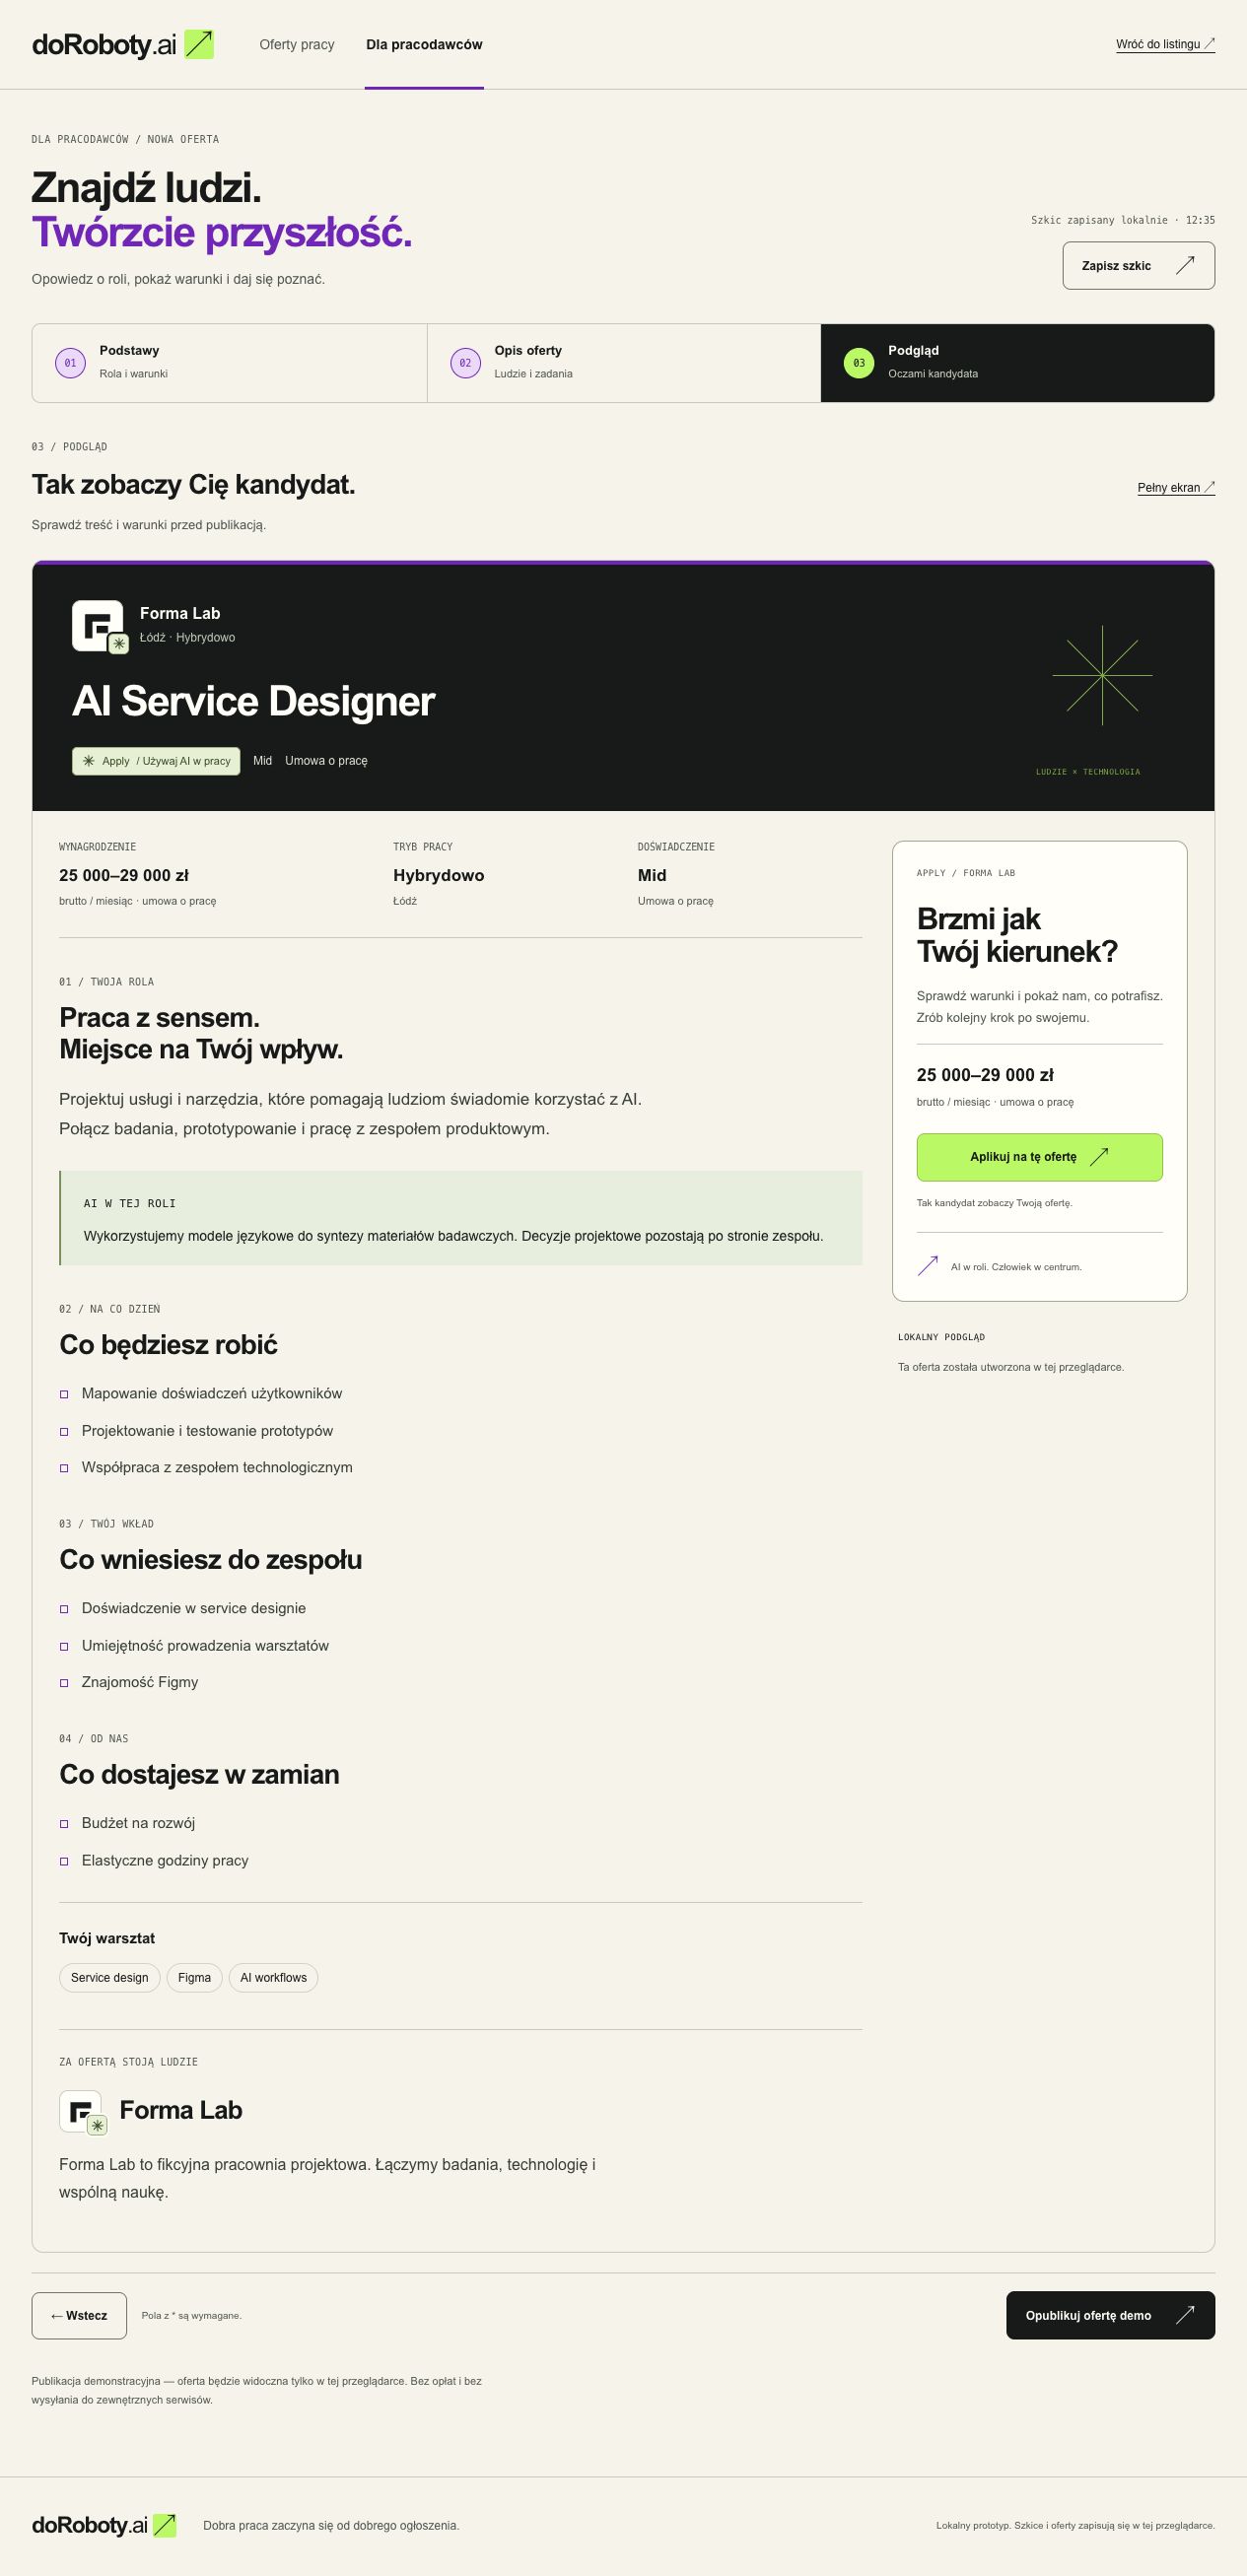 doRoboty.ai
Oferty pracy
Dla pracodawców
Wróć do listingu
DLA PRACODAWCÓW / NOWA OFERTA
Znajdź ludzi.
Twórzcie przyszłość.
Opowiedz o roli, pokaż warunki i daj się poznać.
Szkic zapisany lokalnie · 12:35
Zapisz szkic
01
Podstawy
Rola i warunki
02
Opis oferty
Ludzie i zadania
03
Podgląd
Oczami kandydata
03 / PODGLĄD
Tak zobaczy Cię kandydat.
Pełny ekran
Sprawdź treść i warunki przed publikacją.
Forma Lab
Łódź · Hybrydowo
AI Service Designer
Apply / Używaj AI w pracy
Mid
Umowa o pracę
LUDZIE × TECHNOLOGIA
WYNAGRODZENIE
25 000–29 000 zł
brutto / miesiąc · umowa o pracę
TRYB PRACY
Hybrydowo
Łódź
DOŚWIADCZENIE
Mid
Umowa o pracę
01 / TWOJA ROLA
Praca z sensem.
Miejsce na Twój wpływ.
Projektuj usługi i narzędzia, które pomagają ludziom świadomie korzystać z AI.
Połącz badania, prototypowanie i pracę z zespołem produktowym.
AI W TEJ ROLI
Wykorzystujemy modele językowe do syntezy materiałów badawczych. Decyzje projektowe pozostają po stronie zespołu.
02 / NA CO DZIEŃ
Co będziesz robić
Mapowanie doświadczeń użytkowników
Projektowanie i testowanie prototypów
Współpraca z zespołem technologicznym
03 / TWÓJ WKŁAD
Co wniesiesz do zespołu
Doświadczenie w service designie
Umiejętność prowadzenia warsztatów
Znajomość Figmy
04 / OD NAS
Co dostajesz w zamian
Budżet na rozwój
Elastyczne godziny pracy
Twój warsztat
Service design
Figma
AI workflows
ZA OFERTĄ STOJĄ LUDZIE
Forma Lab
Forma Lab to fikcyjna pracownia projektowa. Łączymy badania, technologię i
wspólną naukę.
APPLY / FORMA LAB
Brzmi jak
Twój kierunek?
Sprawdź warunki i pokaż nam, co potrafisz.
Zrób kolejny krok po swojemu.
25 000–29 000 zł
brutto / miesiąc · umowa o pracę
Aplikuj na tę ofertę
Tak kandydat zobaczy Twoją ofertę.
AI w roli. Człowiek w centrum.
LOKALNY PODGLĄD
Ta oferta została utworzona w tej przeglądarce.
← Wstecz
Pola z * są wymagane.
Opublikuj ofertę demo
Publikacja demonstracyjna — oferta będzie widoczna tylko w tej przeglądarce. Bez opłat i bez
wysyłania do zewnętrznych serwisów.
doRoboty.ai
Dobra praca zaczyna się od dobrego ogłoszenia.
Lokalny prototyp. Szkice i oferty zapisują się w tej przeglądarce.